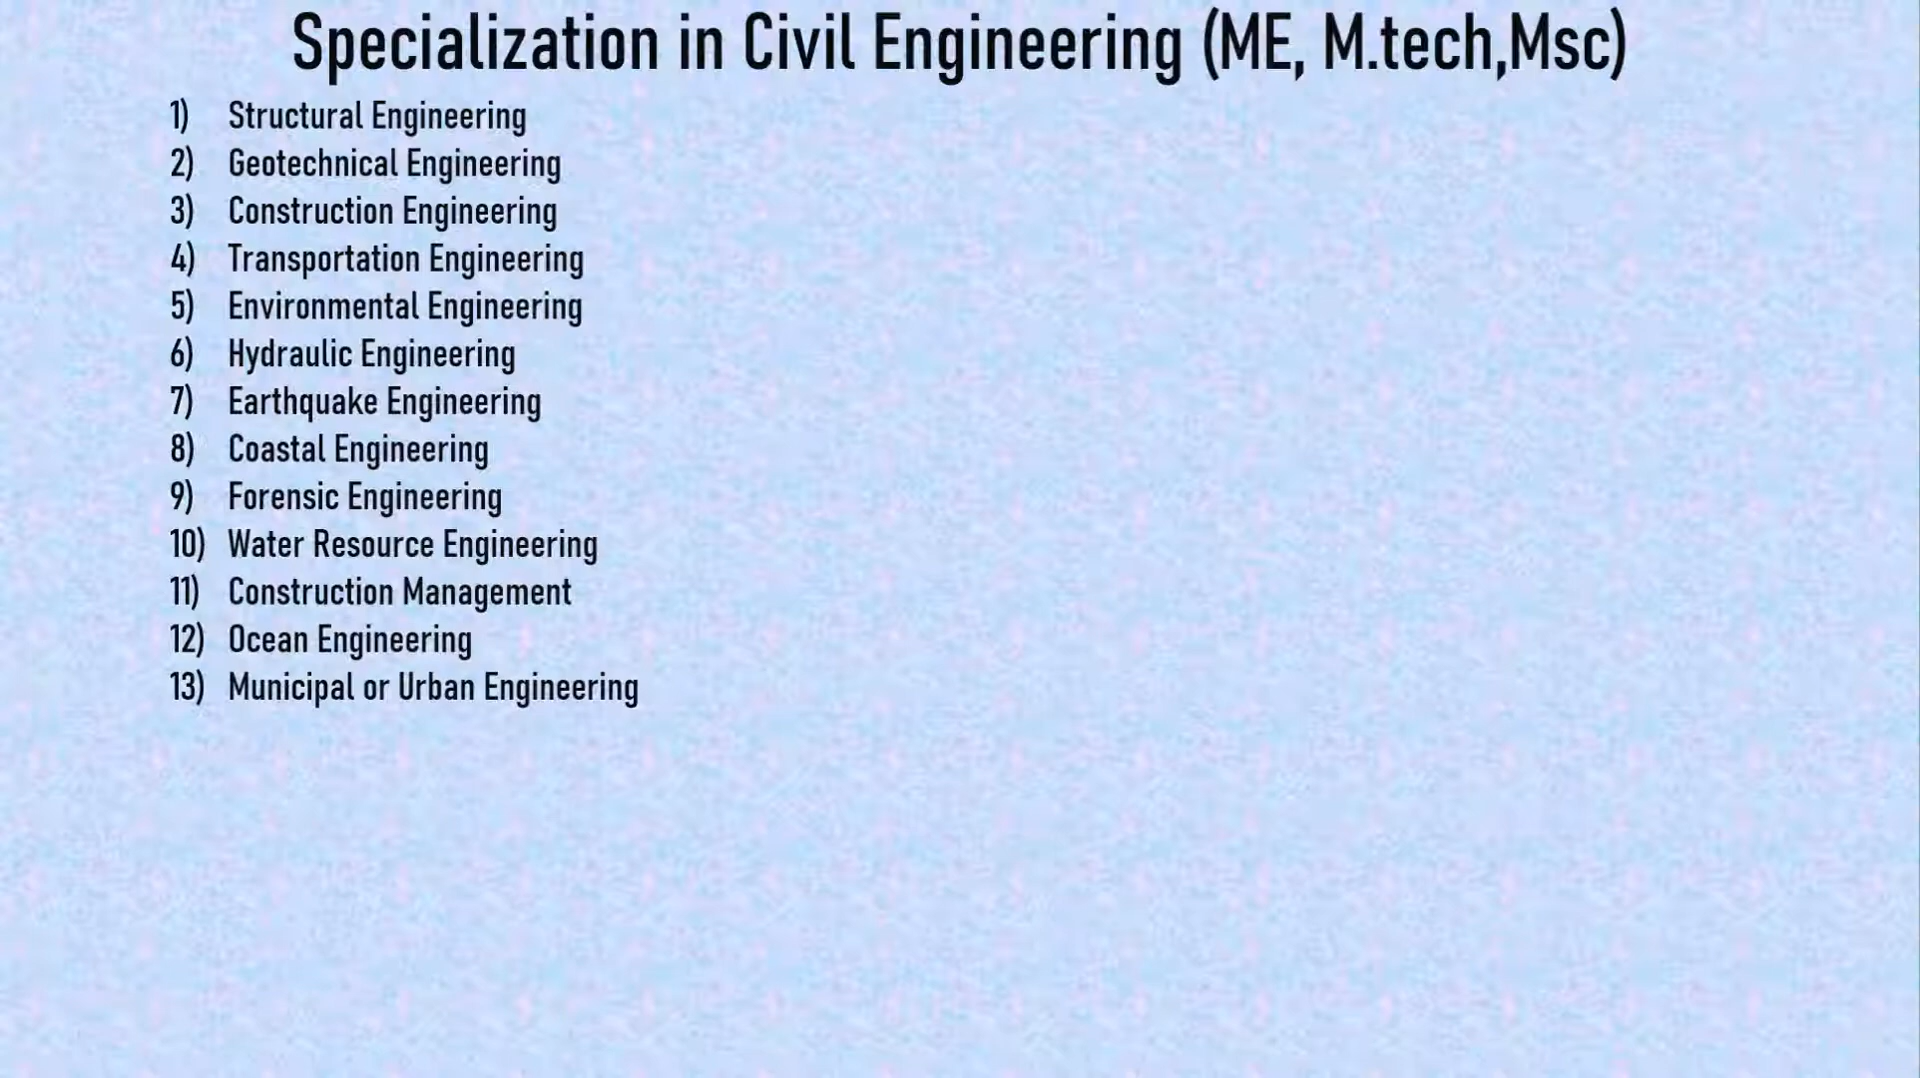 Specialization in Civil Engineering (ME, M.tech,Msc)
1) Structural Engineering
2) Geotechnical Engineering
3) Construction Engineering
4) Transportation Engineering
5) Environmental Engineering
6) Hydraulic Engineering
7) Earthquake Engineering
8) Coastal Engineering
9) Forensic Engineering
10) Water Resource Engineering
11) Construction Management
12) Ocean Engineering
13) Municipal or Urban Engineering